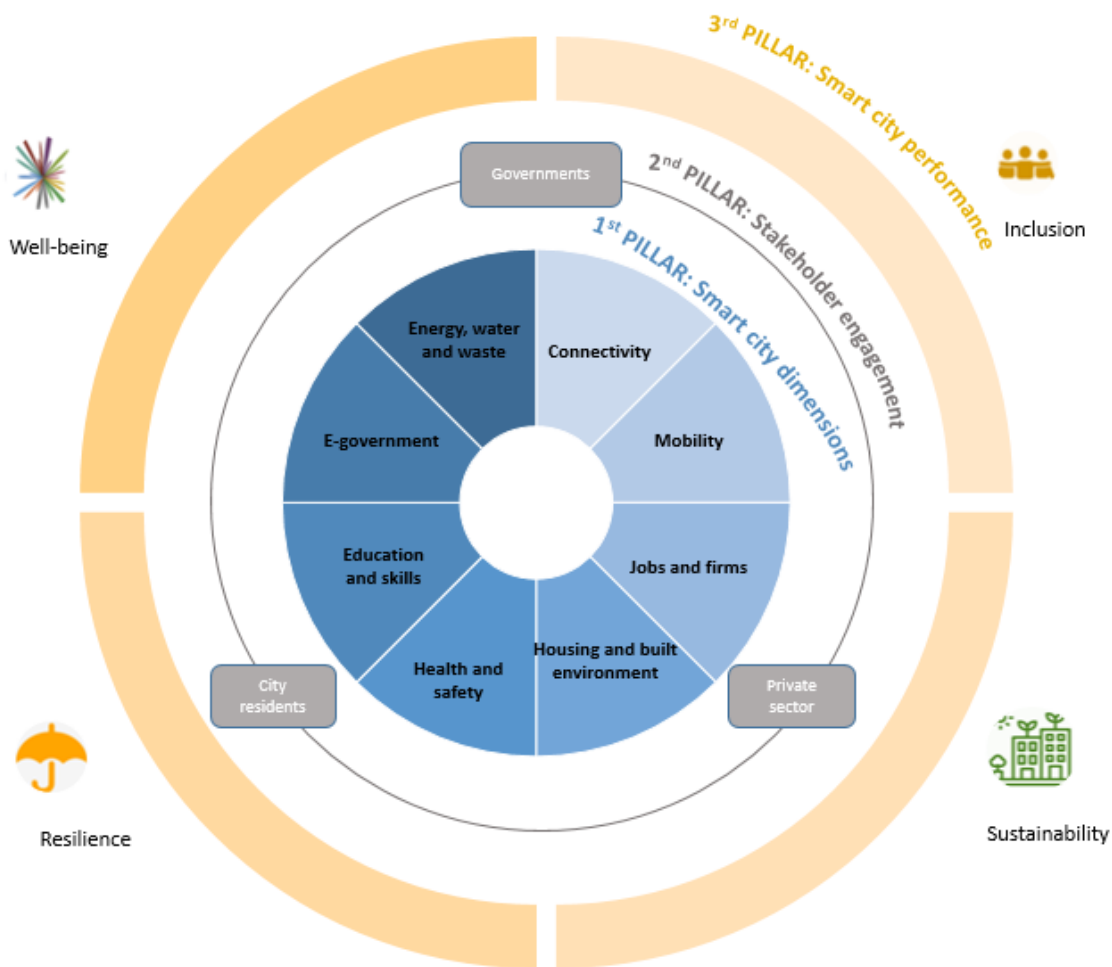 3rd PILLAR: Smart city performance
2nd PILLAR: Stakeholder engagement
1st PILLAR: Smart city dimensions
Governments
Well-being
Inclusion
Energy, water
and waste
Connectivity
E-government
Mobility
Education
and skills
Jobs and firms
Health and
safety
Housing and built
environment
City
residents
Private
sector
Resilience
Sustainability